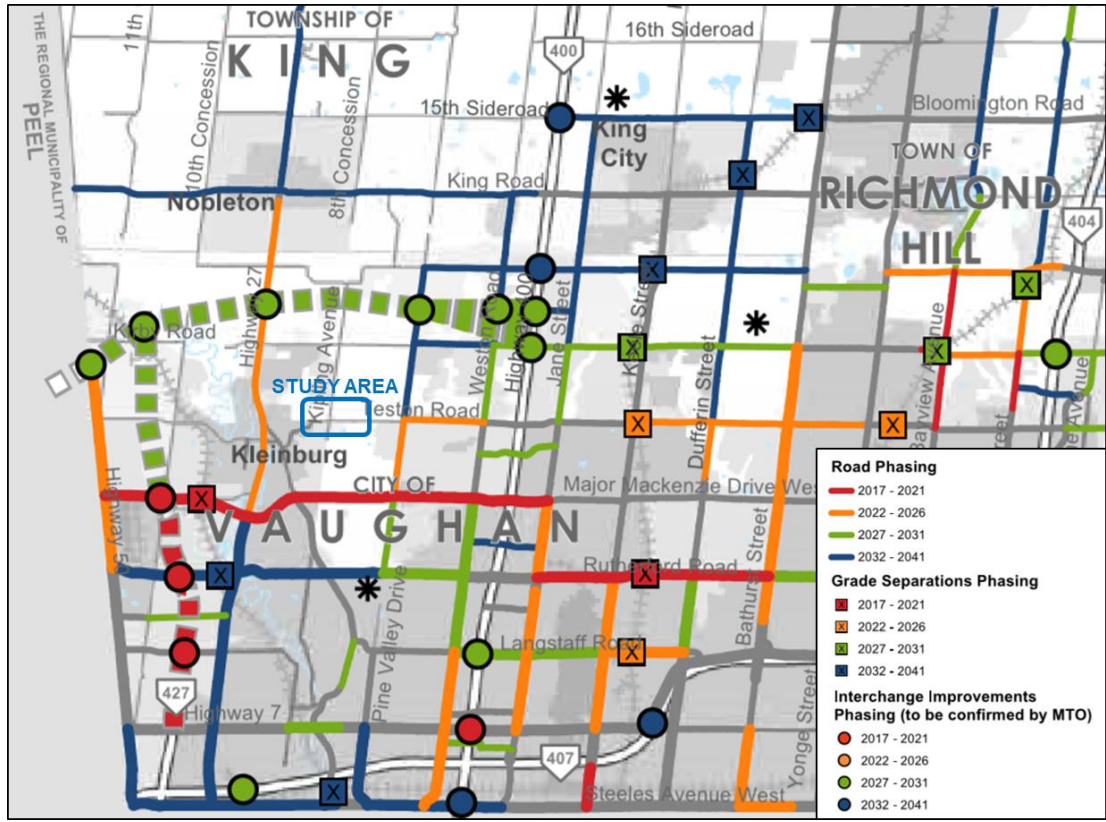 TOWNSHIP OF
KING
THE REGIONAL MUNICIPALITY OF
PEEL
11th
10th Concession
8th Concession
400
16th Sideroad
15th Sideroad
King
City
Bloomington Road
TOWN OF
RICHMOND
HILL
404
King Road
Nobleton
Highway 27
Kirby Road
Kipling Avenue
Weston Road
Highway 400
Jane Street
Dufferin Street
Bayview Avenue
STUDY AREA
Teston Road
Kleinburg
CITY OF
VAUGHAN
Major Mackenzie Drive Wes
Highway 50
Rutherford Road
Pine Valley Drive
Bathurst Street
Langstaff Road
427
Highway 7
407
Yonge Street
Steeles Avenue West
Road Phasing
2017 - 2021
2022 - 2026
2027 - 2031
2032 - 2041
Grade Separations Phasing
X 2017 - 2021
X 2022 - 2026
X 2027 - 2031
X 2032 - 2041
Interchange Improvements
Phasing (to be confirmed by MTO)
2017 - 2021
2022 - 2026
2027 - 2031
2032 - 2041